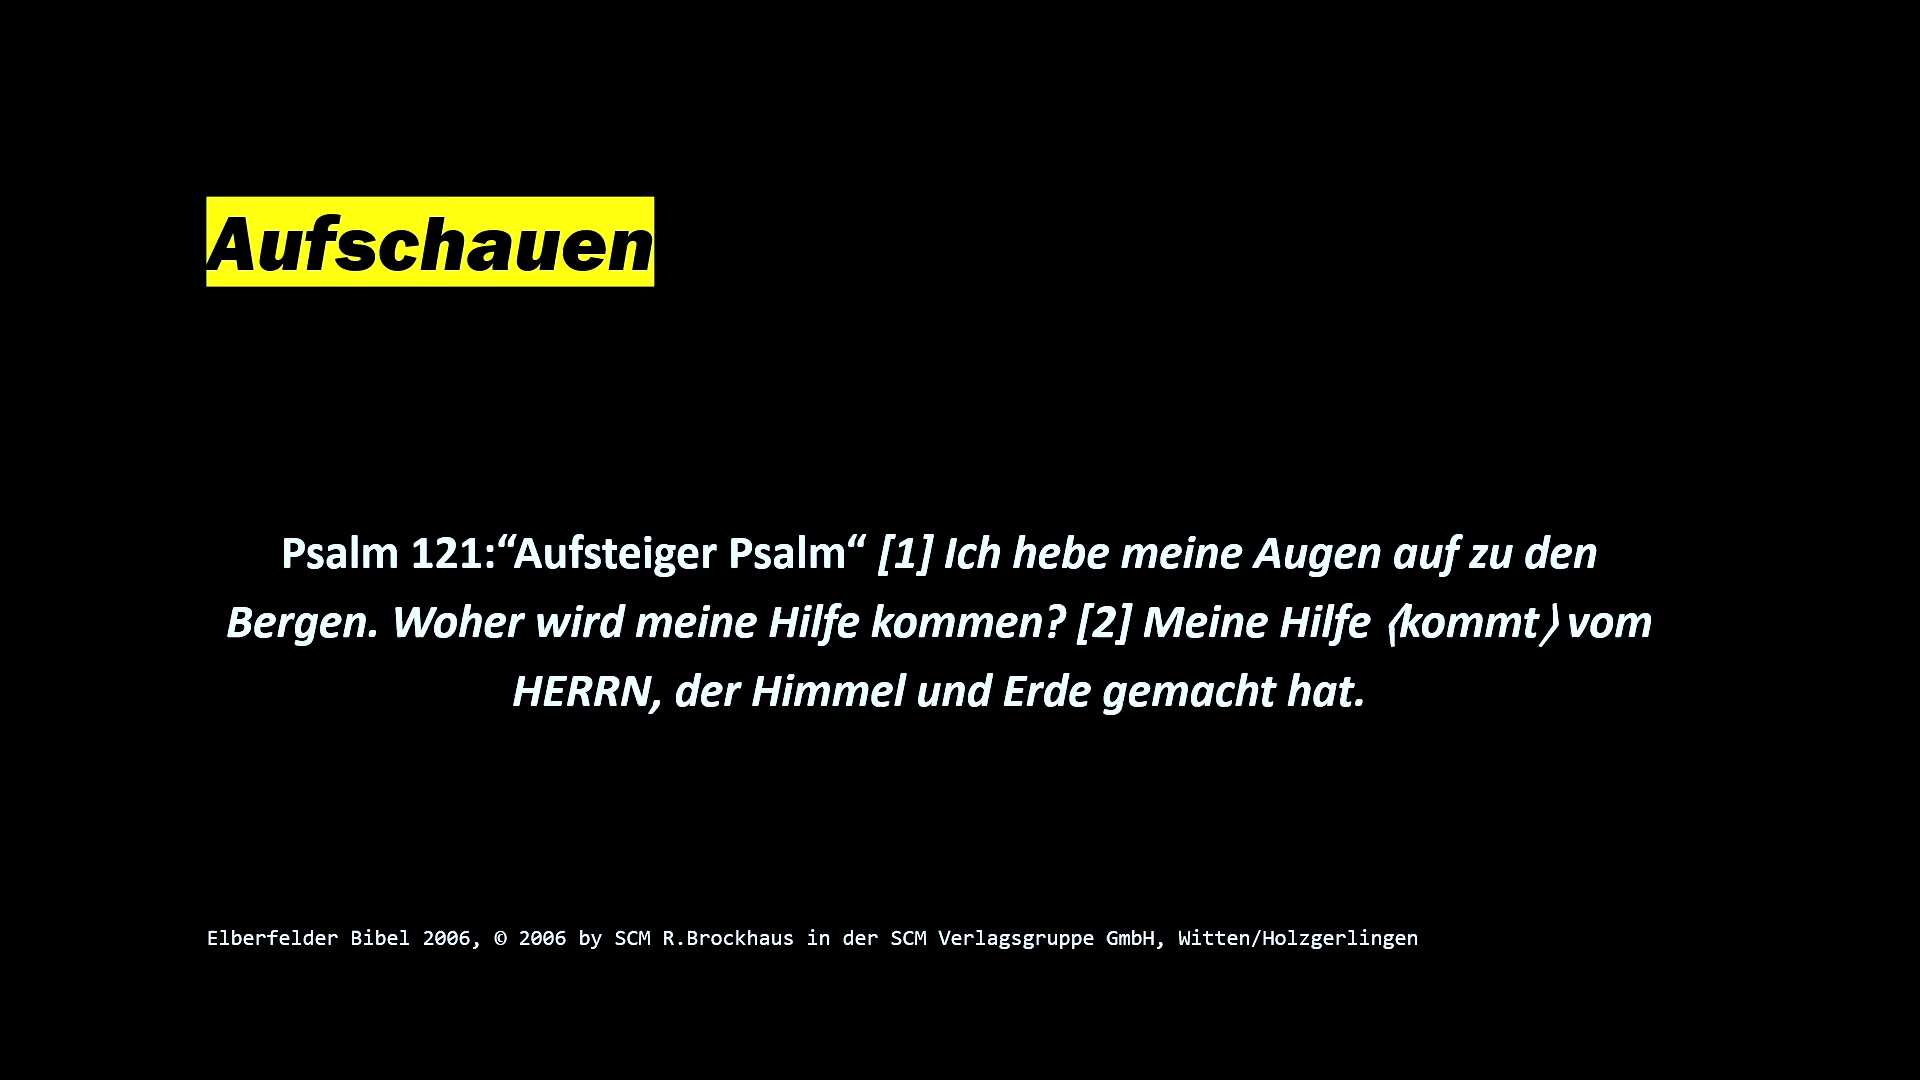 Aufschauen
Psalm 121:“Aufsteiger Psalm“ [1] Ich hebe meine Augen auf zu den
Bergen. Woher wird meine Hilfe kommen? [2] Meine Hilfe ⟨kommt⟩ vom
HERRN, der Himmel und Erde gemacht hat.
Elberfelder Bibel 2006, © 2006 by SCM R.Brockhaus in der SCM Verlagsgruppe GmbH, Witten/Holzgerlingen